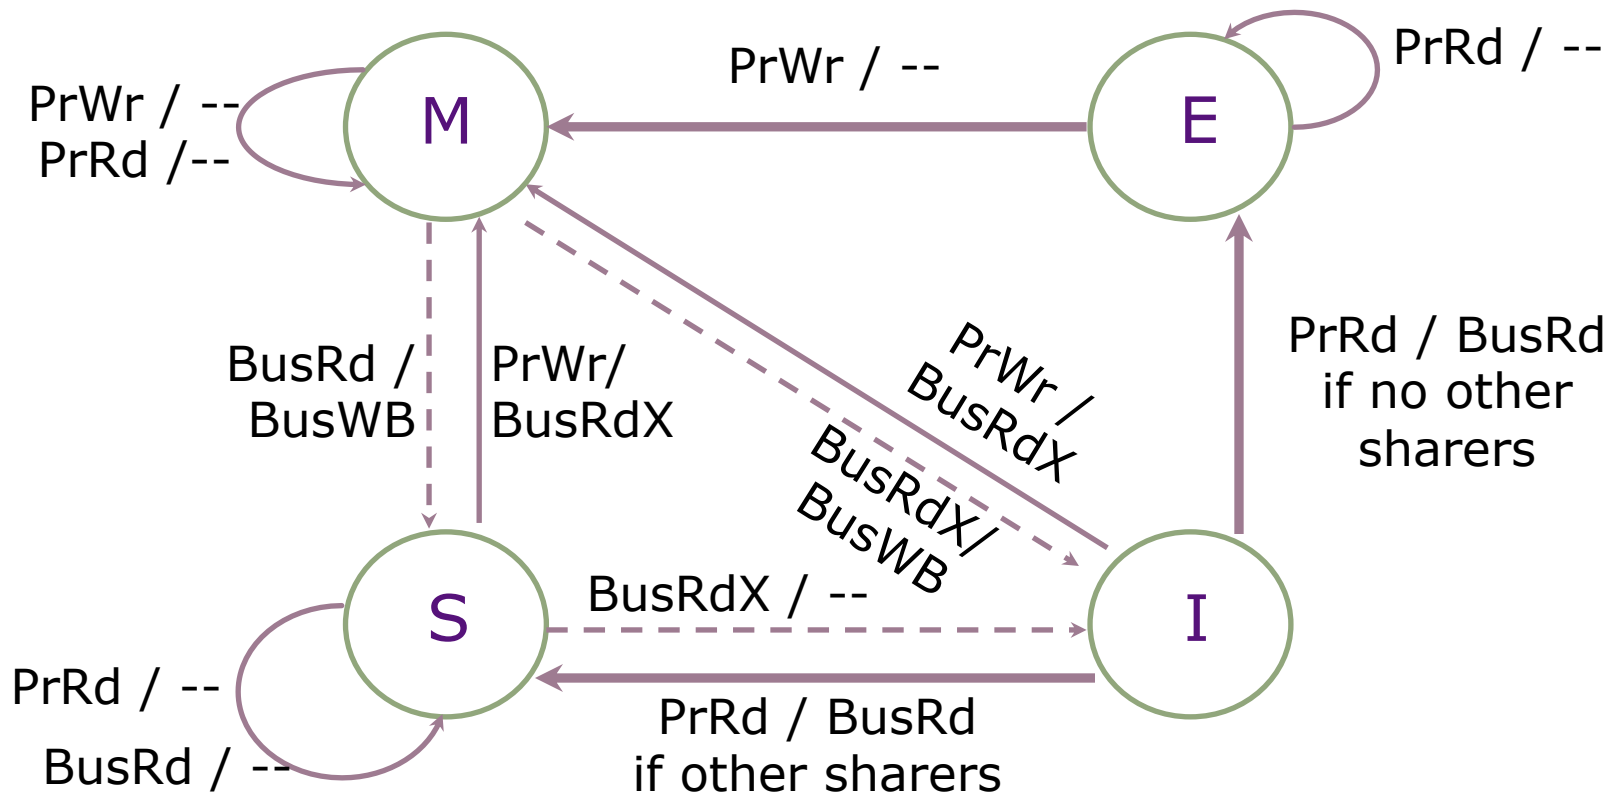 PrWr / --
PrRd / --
PrWr / --
PrRd /--
M
E
BusRd /
BusWB
PrWr/
BusRdX
PrWr /
BusRdX
BusRdX/
BusWB
PrRd / BusRd
if no other
sharers
S
BusRdX / --
I
PrRd / --
BusRd / --
PrRd / BusRd
if other sharers